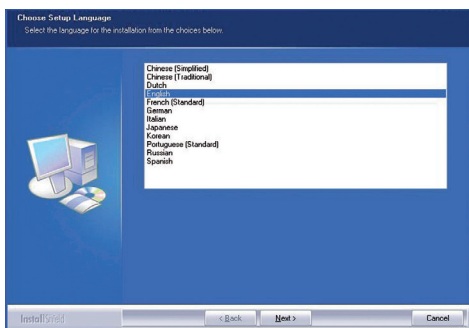 Choose Setup Language
Select the language for the installation from the choices below.
Chinese (Simplified)
Chinese (Traditional)
Dutch
English
French (Standard)
German
Italian
Japanese
Korean
Portuguese (Standard)
Russian
Spanish
InstallShield
< Back
Next >
Cancel